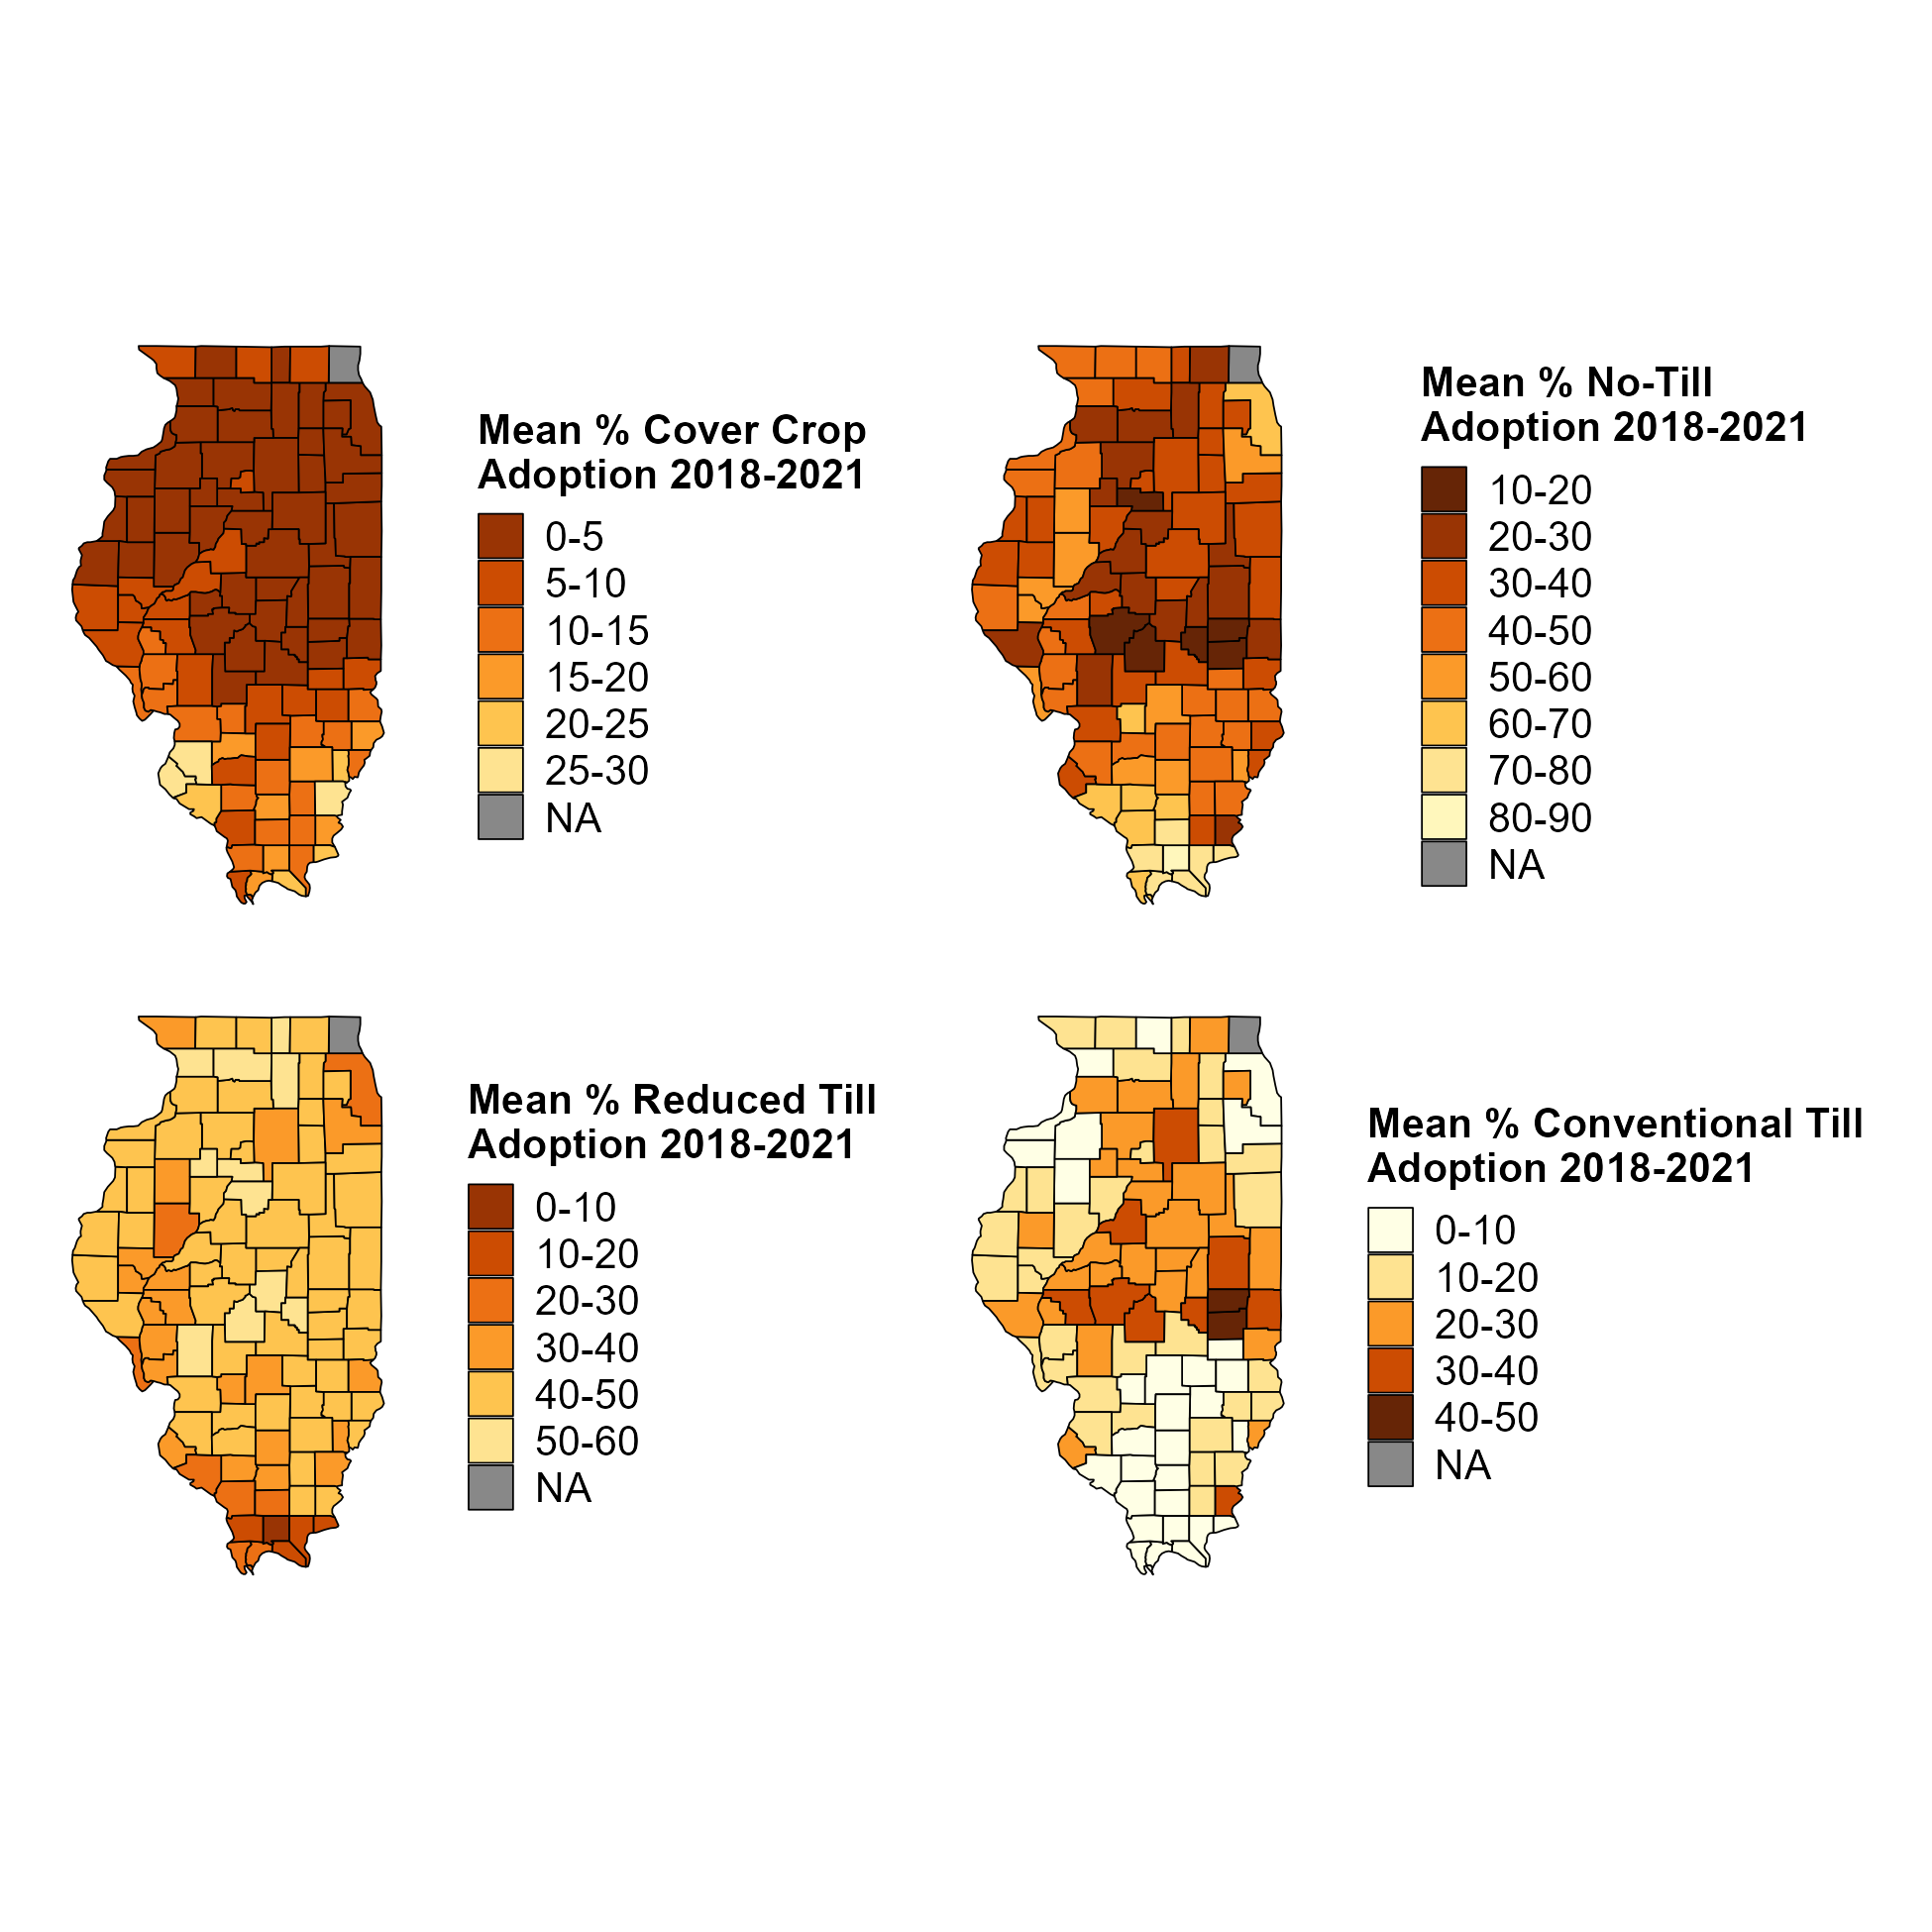 Mean % Cover Crop
Adoption 2018-2021
0-5
5-10
10-15
15-20
20-25
25-30
NA
Mean % No-Till
Adoption 2018-2021
10-20
20-30
30-40
40-50
50-60
60-70
70-80
80-90
NA
Mean % Reduced Till
Adoption 2018-2021
0-10
10-20
20-30
30-40
40-50
50-60
NA
Mean % Conventional Till
Adoption 2018-2021
0-10
10-20
20-30
30-40
40-50
NA